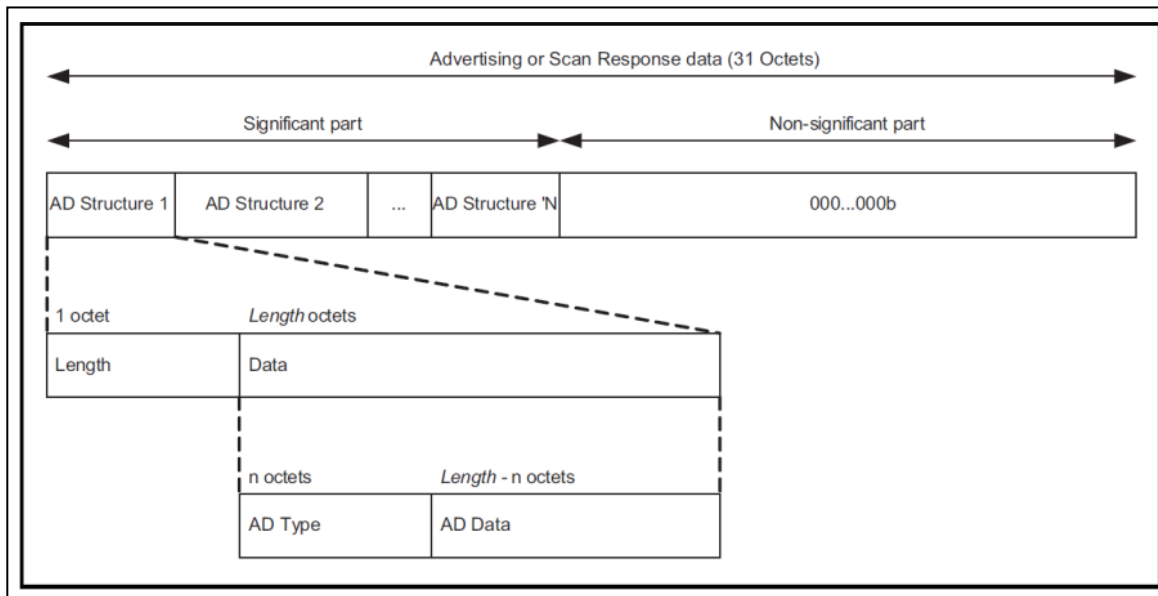 Advertising or Scan Response data (31 Octets)
Significant part
Non-significant part
AD Structure 1
AD Structure 2
...
AD Structure 'N
000...000b
1 octet
Length octets
Length
Data
n octets
Length - n octets
AD Type
AD Data